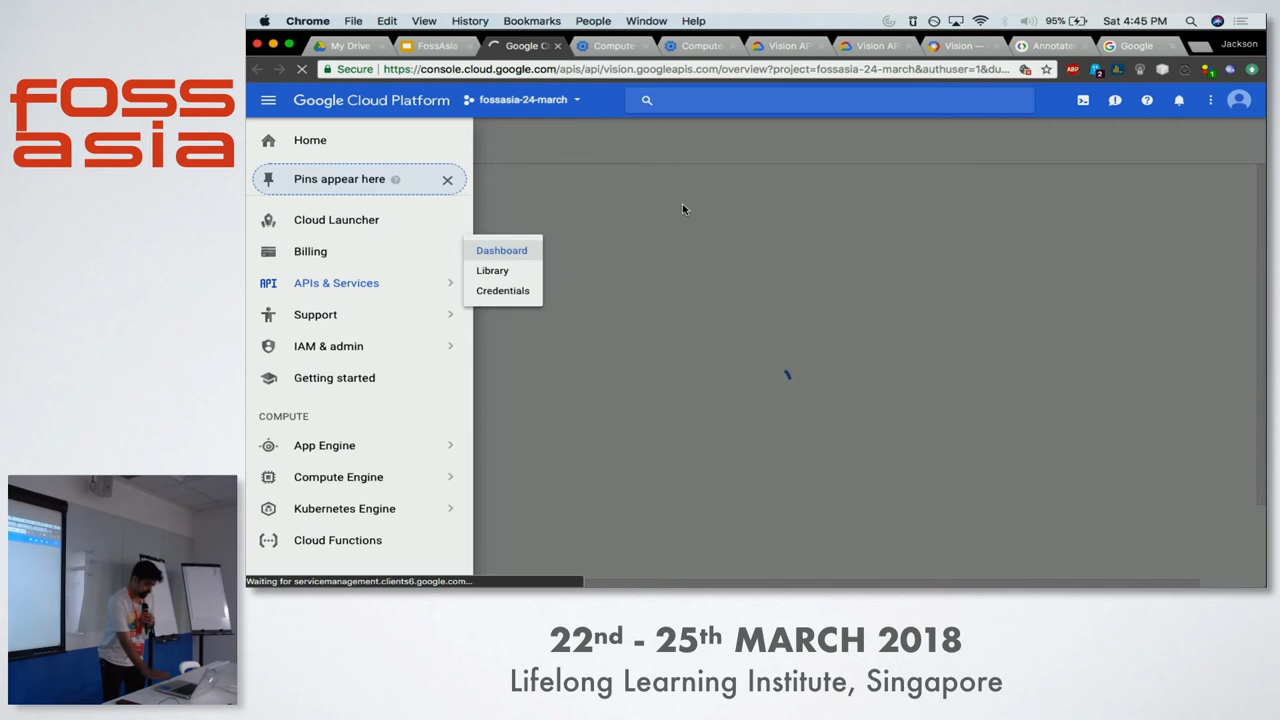 foss
asia
Chrome File Edit View History Bookmarks People Window Help 95% Sat 4:45 PM
My Drive FossAsia Google C Compute Compute Vision AP Vision AP Vision — Annotate Google Jackson
Secure https://console.cloud.google.com/apis/api/vision.googleapis.com/overview?project=fossasia-24-march&authuser=1&du... ABP 2 1
Google Cloud Platform fossasia-24-march
Home
Pins appear here
Cloud Launcher
Billing
API APIs & Services
Support
IAM & admin
Getting started
COMPUTE
App Engine
Compute Engine
Kubernetes Engine
Cloud Functions
Dashboard
Library
Credentials
Waiting for servicemanagement.clients6.google.com...
22nd - 25th MARCH 2018
Lifelong Learning Institute, Singapore